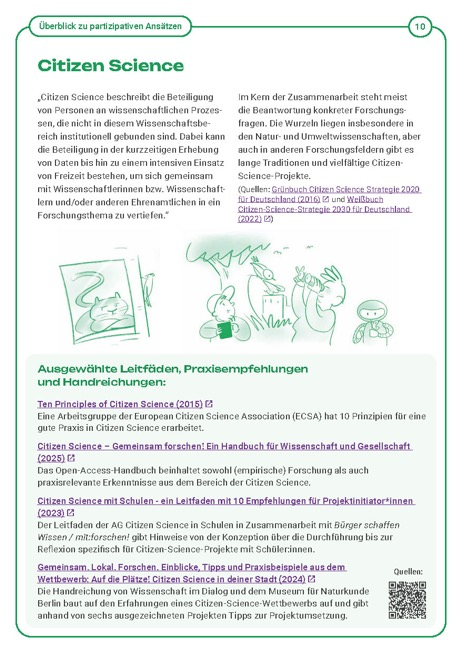 Überblick zu partizipativen Ansätzen
10
Citizen Science
„Citizen Science beschreibt die Beteiligung
von Personen an wissenschaftlichen Prozes-
sen, die nicht in diesem Wissenschaftsbe-
reich institutionell gebunden sind. Dabei kann
die Beteiligung in der kurzzeitigen Erhebung
von Daten bis hin zu einem intensiven Einsatz
von Freizeit bestehen, um sich gemeinsam
mit Wissenschaftlerinnen bzw. Wissenschaft-
lern und/oder anderen Ehrenamtlichen in ein
Forschungsthema zu vertiefen.“
Im Kern der Zusammenarbeit steht meist
die Beantwortung konkreter Forschungs-
fragen. Die Wurzeln liegen insbesondere in
den Natur- und Umweltwissenschaften, aber
auch in anderen Forschungsfeldern gibt es
lange Traditionen und vielfältige Citizen-
Science-Projekte.
(Quellen: Grünbuch Citizen Science Strategie 2020
für Deutschland (2016) und Weißbuch
Citizen-Science-Strategie 2030 für Deutschland
(2022))
Ausgewählte Leitfäden, Praxisempfehlungen
und Handreichungen:
Ten Principles of Citizen Science (2015)
Eine Arbeitsgruppe der European Citizen Science Association (ECSA) hat 10 Prinzipien für eine
gute Praxis in Citizen Science erarbeitet.
Citizen Science – Gemeinsam forschen! Ein Handbuch für Wissenschaft und Gesellschaft
(2025)
Das Open-Access-Handbuch beinhaltet sowohl (empirische) Forschung als auch
praxisrelevante Erkenntnisse aus dem Bereich der Citizen Science.
Citizen Science mit Schulen - ein Leitfaden mit 10 Empfehlungen für Projektinitiator*innen
(2023)
Der Leitfaden der AG Citizen Science in Schulen in Zusammenarbeit mit Bürger schaffen
Wissen / mit:forschen! gibt Hinweise von der Konzeption über die Durchführung bis zur
Reflexion spezifisch für Citizen-Science-Projekte mit Schüler:innen.
Gemeinsam. Lokal. Forschen. Einblicke, Tipps und Praxisbeispiele aus dem
Wettbewerb: Auf die Plätze! Citizen Science in deiner Stadt (2024)
Die Handreichung von Wissenschaft im Dialog und dem Museum für Naturkunde
Berlin baut auf den Erfahrungen eines Citizen-Science-Wettbewerbs auf und gibt
anhand von sechs ausgezeichneten Projekten Tipps zur Projektumsetzung.
Quellen: